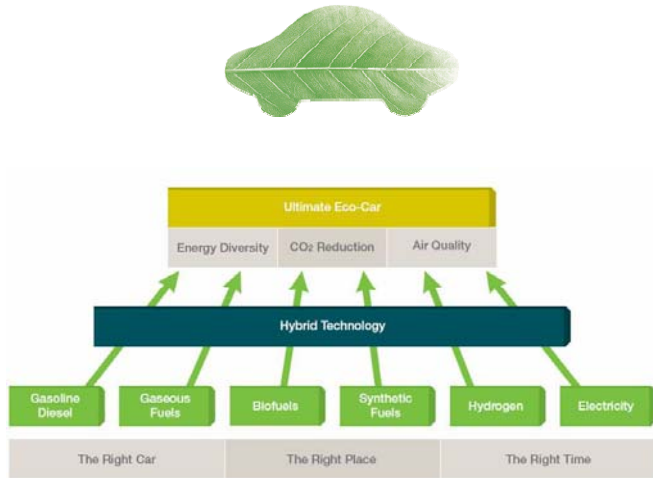 Ultimate Eco-Car
Energy Diversity
CO₂ Reduction
Air Quality
Hybrid Technology
Gasoline
Diesel
Gaseous
Fuels
Biofuels
Synthetic
Fuels
Hydrogen
Electricity
The Right Car
The Right Place
The Right Time